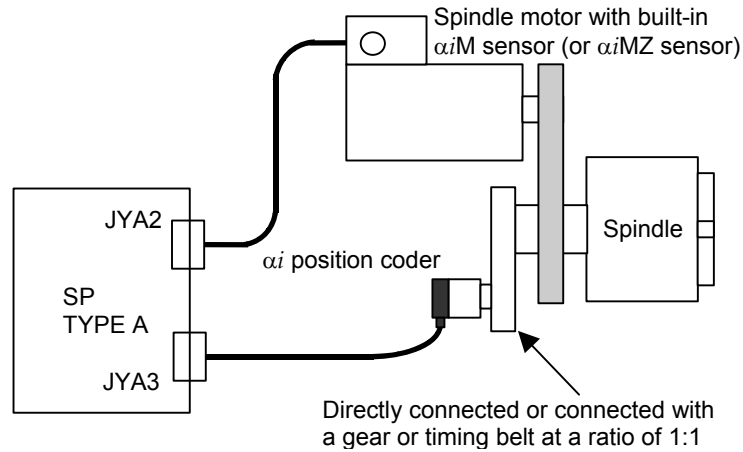 Spindle motor with built-in
αiM sensor (or αiMZ sensor)
JYA2
αi position coder
Spindle
SP
TYPE A
JYA3
Directly connected or connected with
a gear or timing belt at a ratio of 1:1